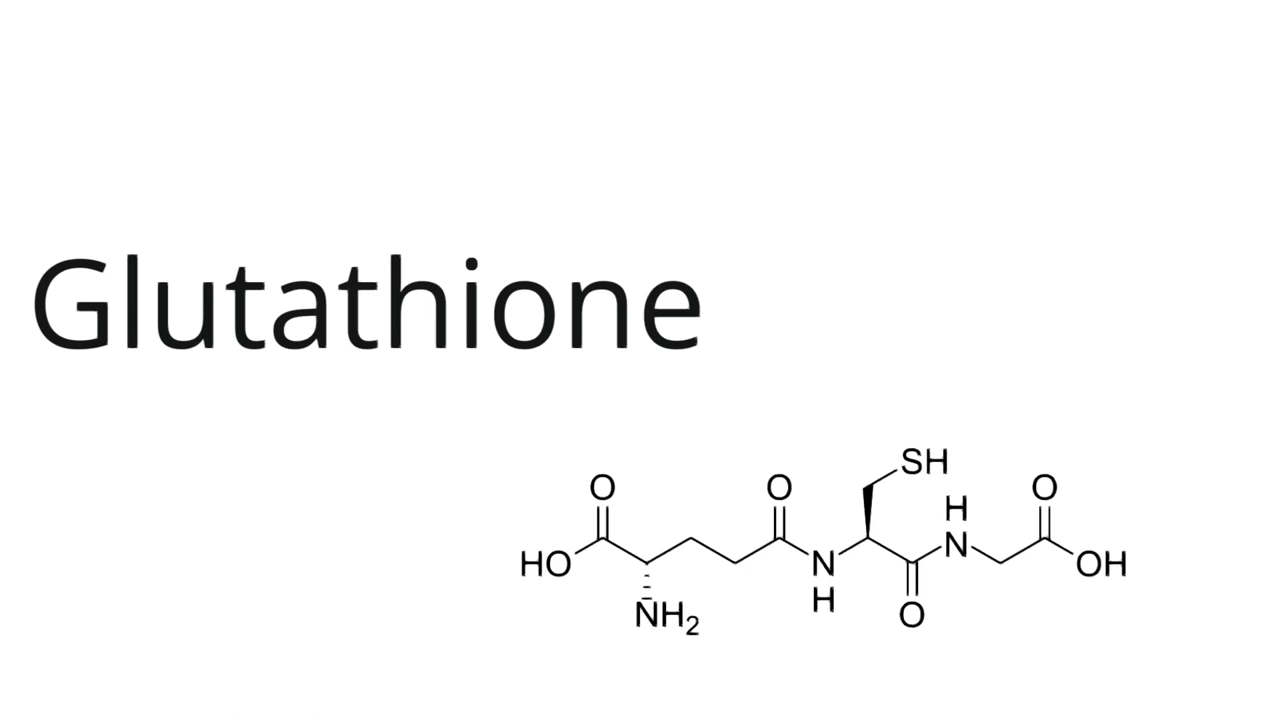 Glutathione
SH
O O H O
HO N N OH
H
NH₂ O